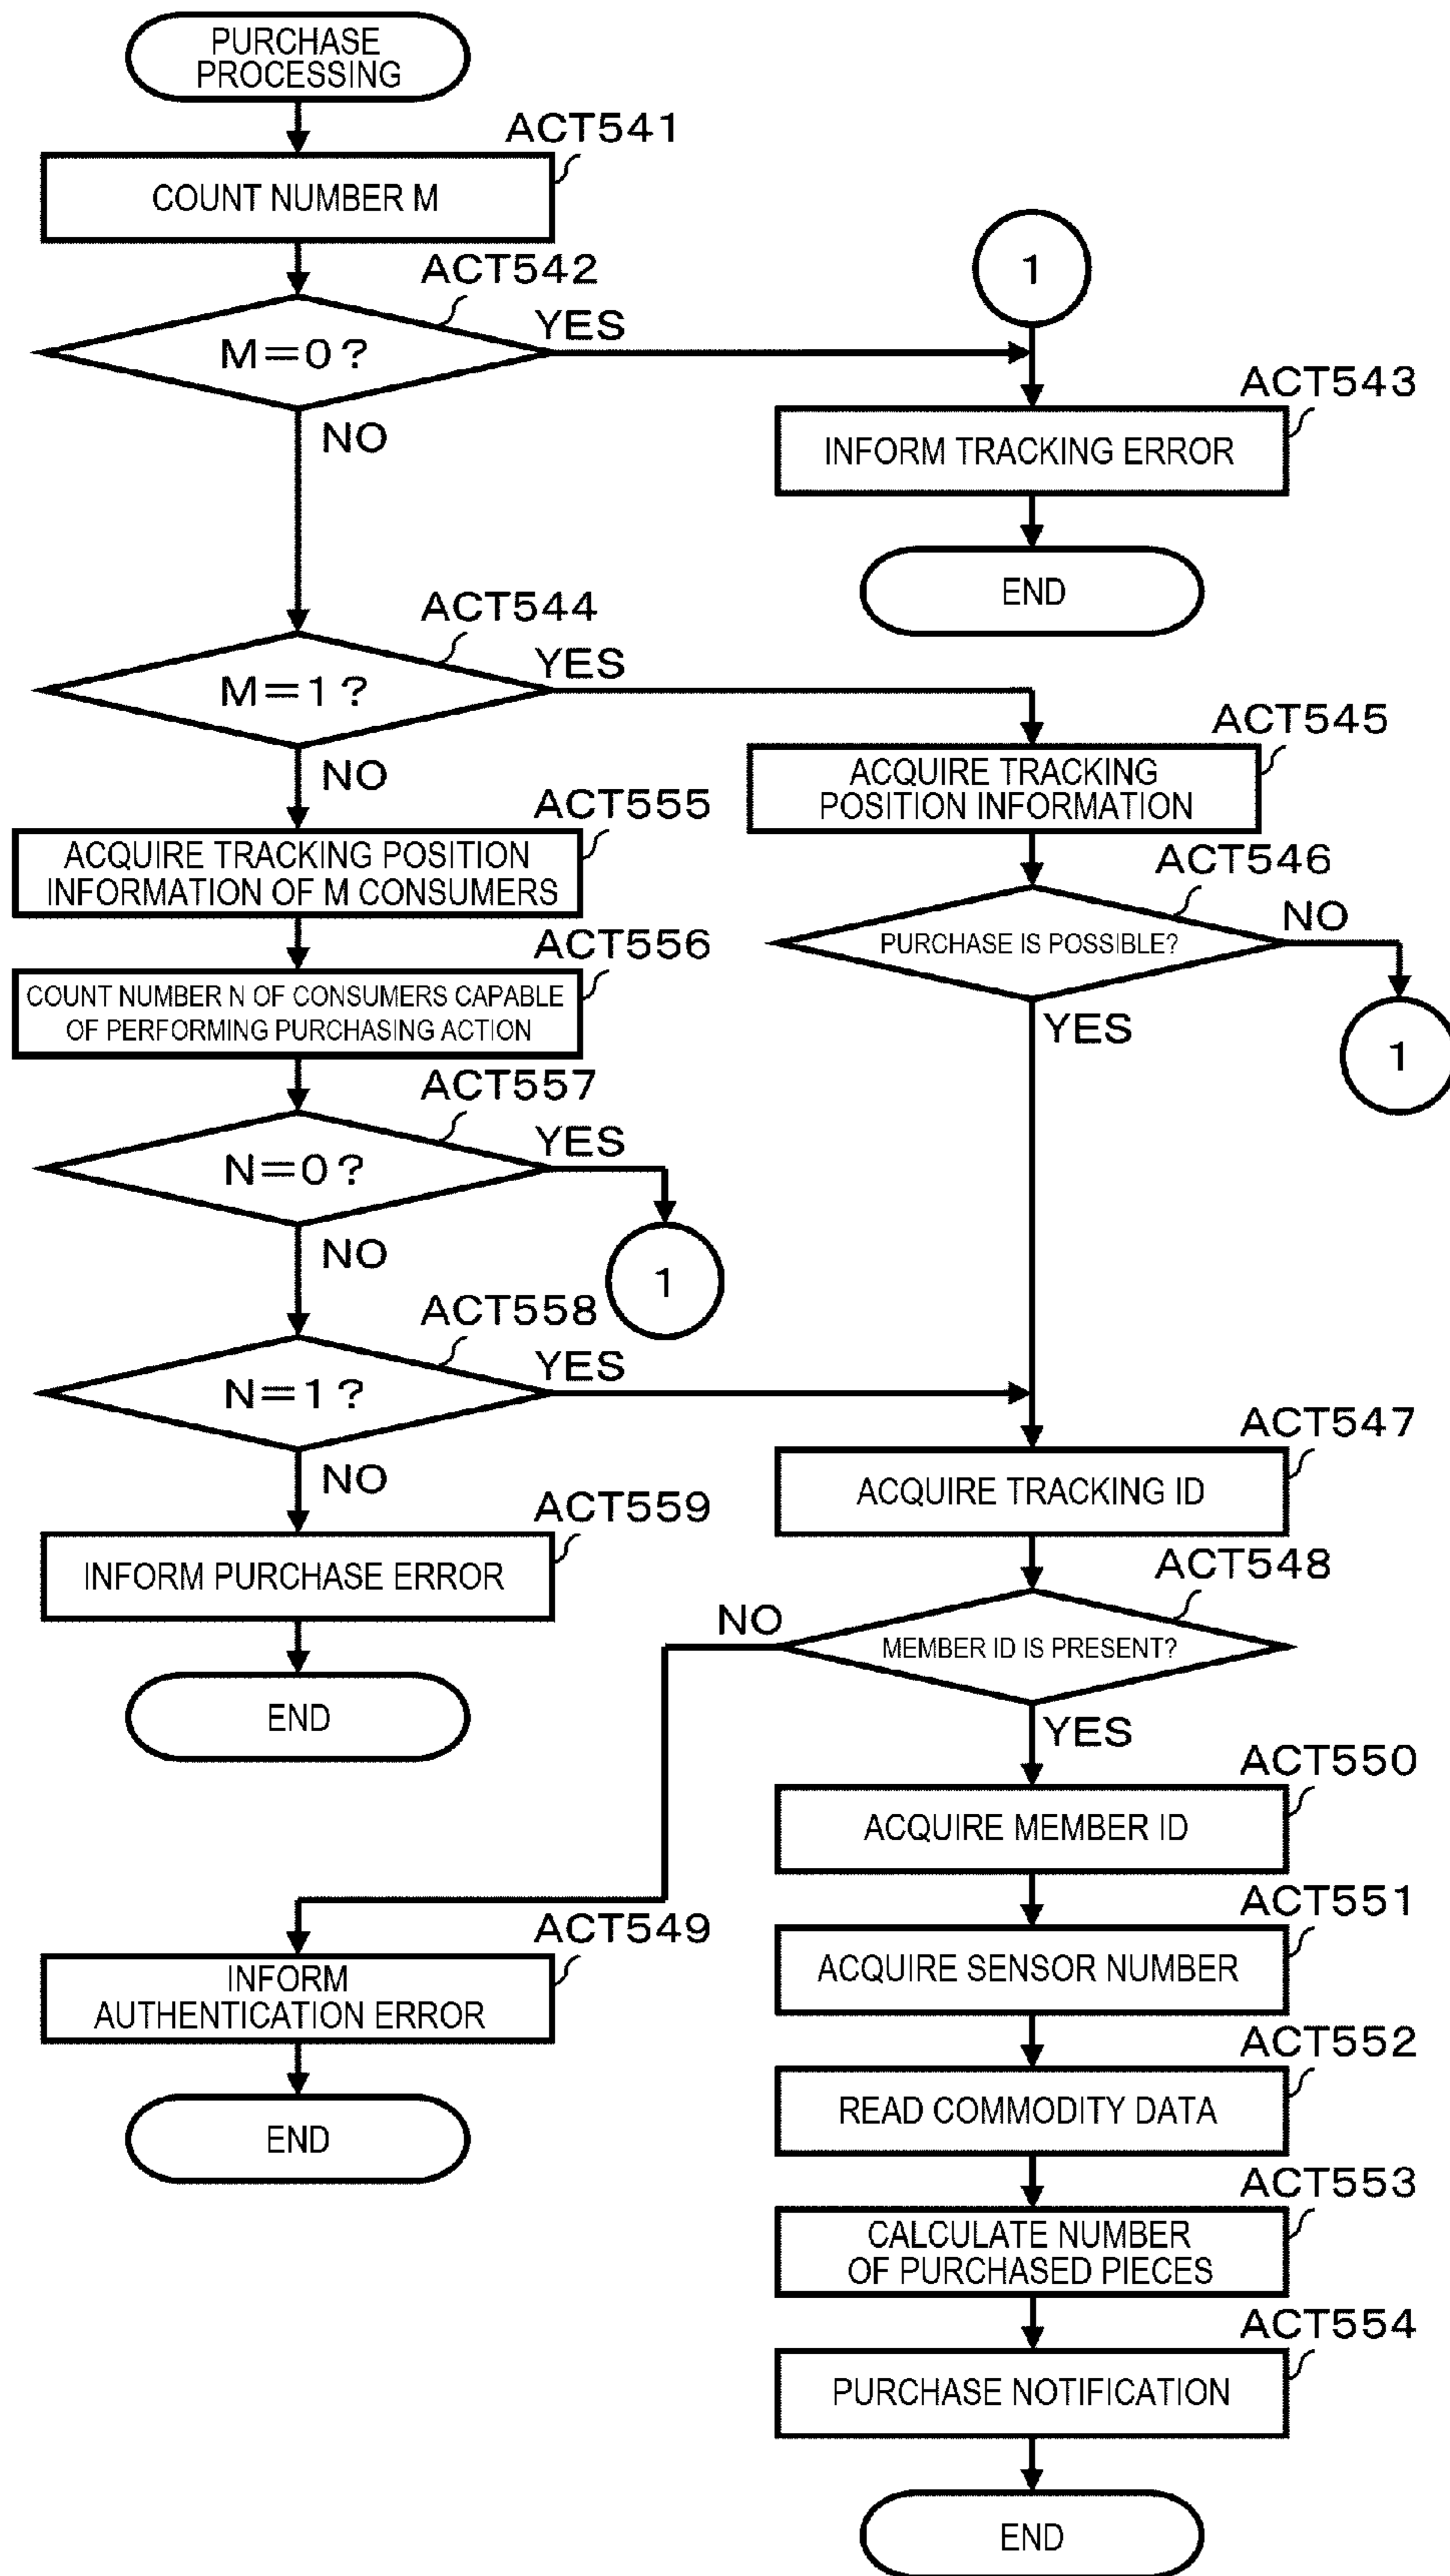 PURCHASE
PROCESSING
ACT541
COUNT NUMBER M
ACT542
M=0?
YES
NO
1
ACT543
INFORM TRACKING ERROR
END
ACT544
M=1?
YES
NO
ACT545
ACQUIRE TRACKING
POSITION INFORMATION
ACT546
PURCHASE IS POSSIBLE?
NO
1
YES
ACT555
ACQUIRE TRACKING POSITION
INFORMATION OF M CONSUMERS
ACT556
COUNT NUMBER N OF CONSUMERS CAPABLE
OF PERFORMING PURCHASING ACTION
ACT557
N=0?
YES
1
NO
ACT558
N=1?
YES
NO
ACT559
INFORM PURCHASE ERROR
END
ACT547
ACQUIRE TRACKING ID
ACT548
MEMBER ID IS PRESENT?
NO
YES
ACT549
INFORM
AUTHENTICATION ERROR
END
ACT550
ACQUIRE MEMBER ID
ACT551
ACQUIRE SENSOR NUMBER
ACT552
READ COMMODITY DATA
ACT553
CALCULATE NUMBER
OF PURCHASED PIECES
ACT554
PURCHASE NOTIFICATION
END